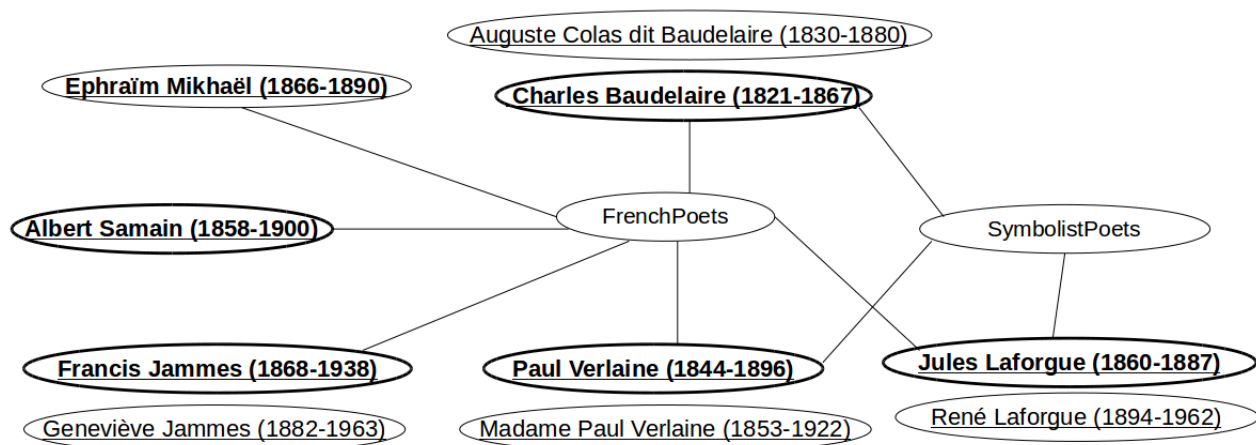 Auguste Colas dit Baudelaire (1830-1880)
Ephraïm Mikhaël (1866-1890)
Charles Baudelaire (1821-1867)
FrenchPoets
Albert Samain (1858-1900)
SymbolistPoets
Francis Jammes (1868-1938)
Paul Verlaine (1844-1896)
Jules Laforgue (1860-1887)
Geneviève Jammes (1882-1963)
Madame Paul Verlaine (1853-1922)
René Laforgue (1894-1962)